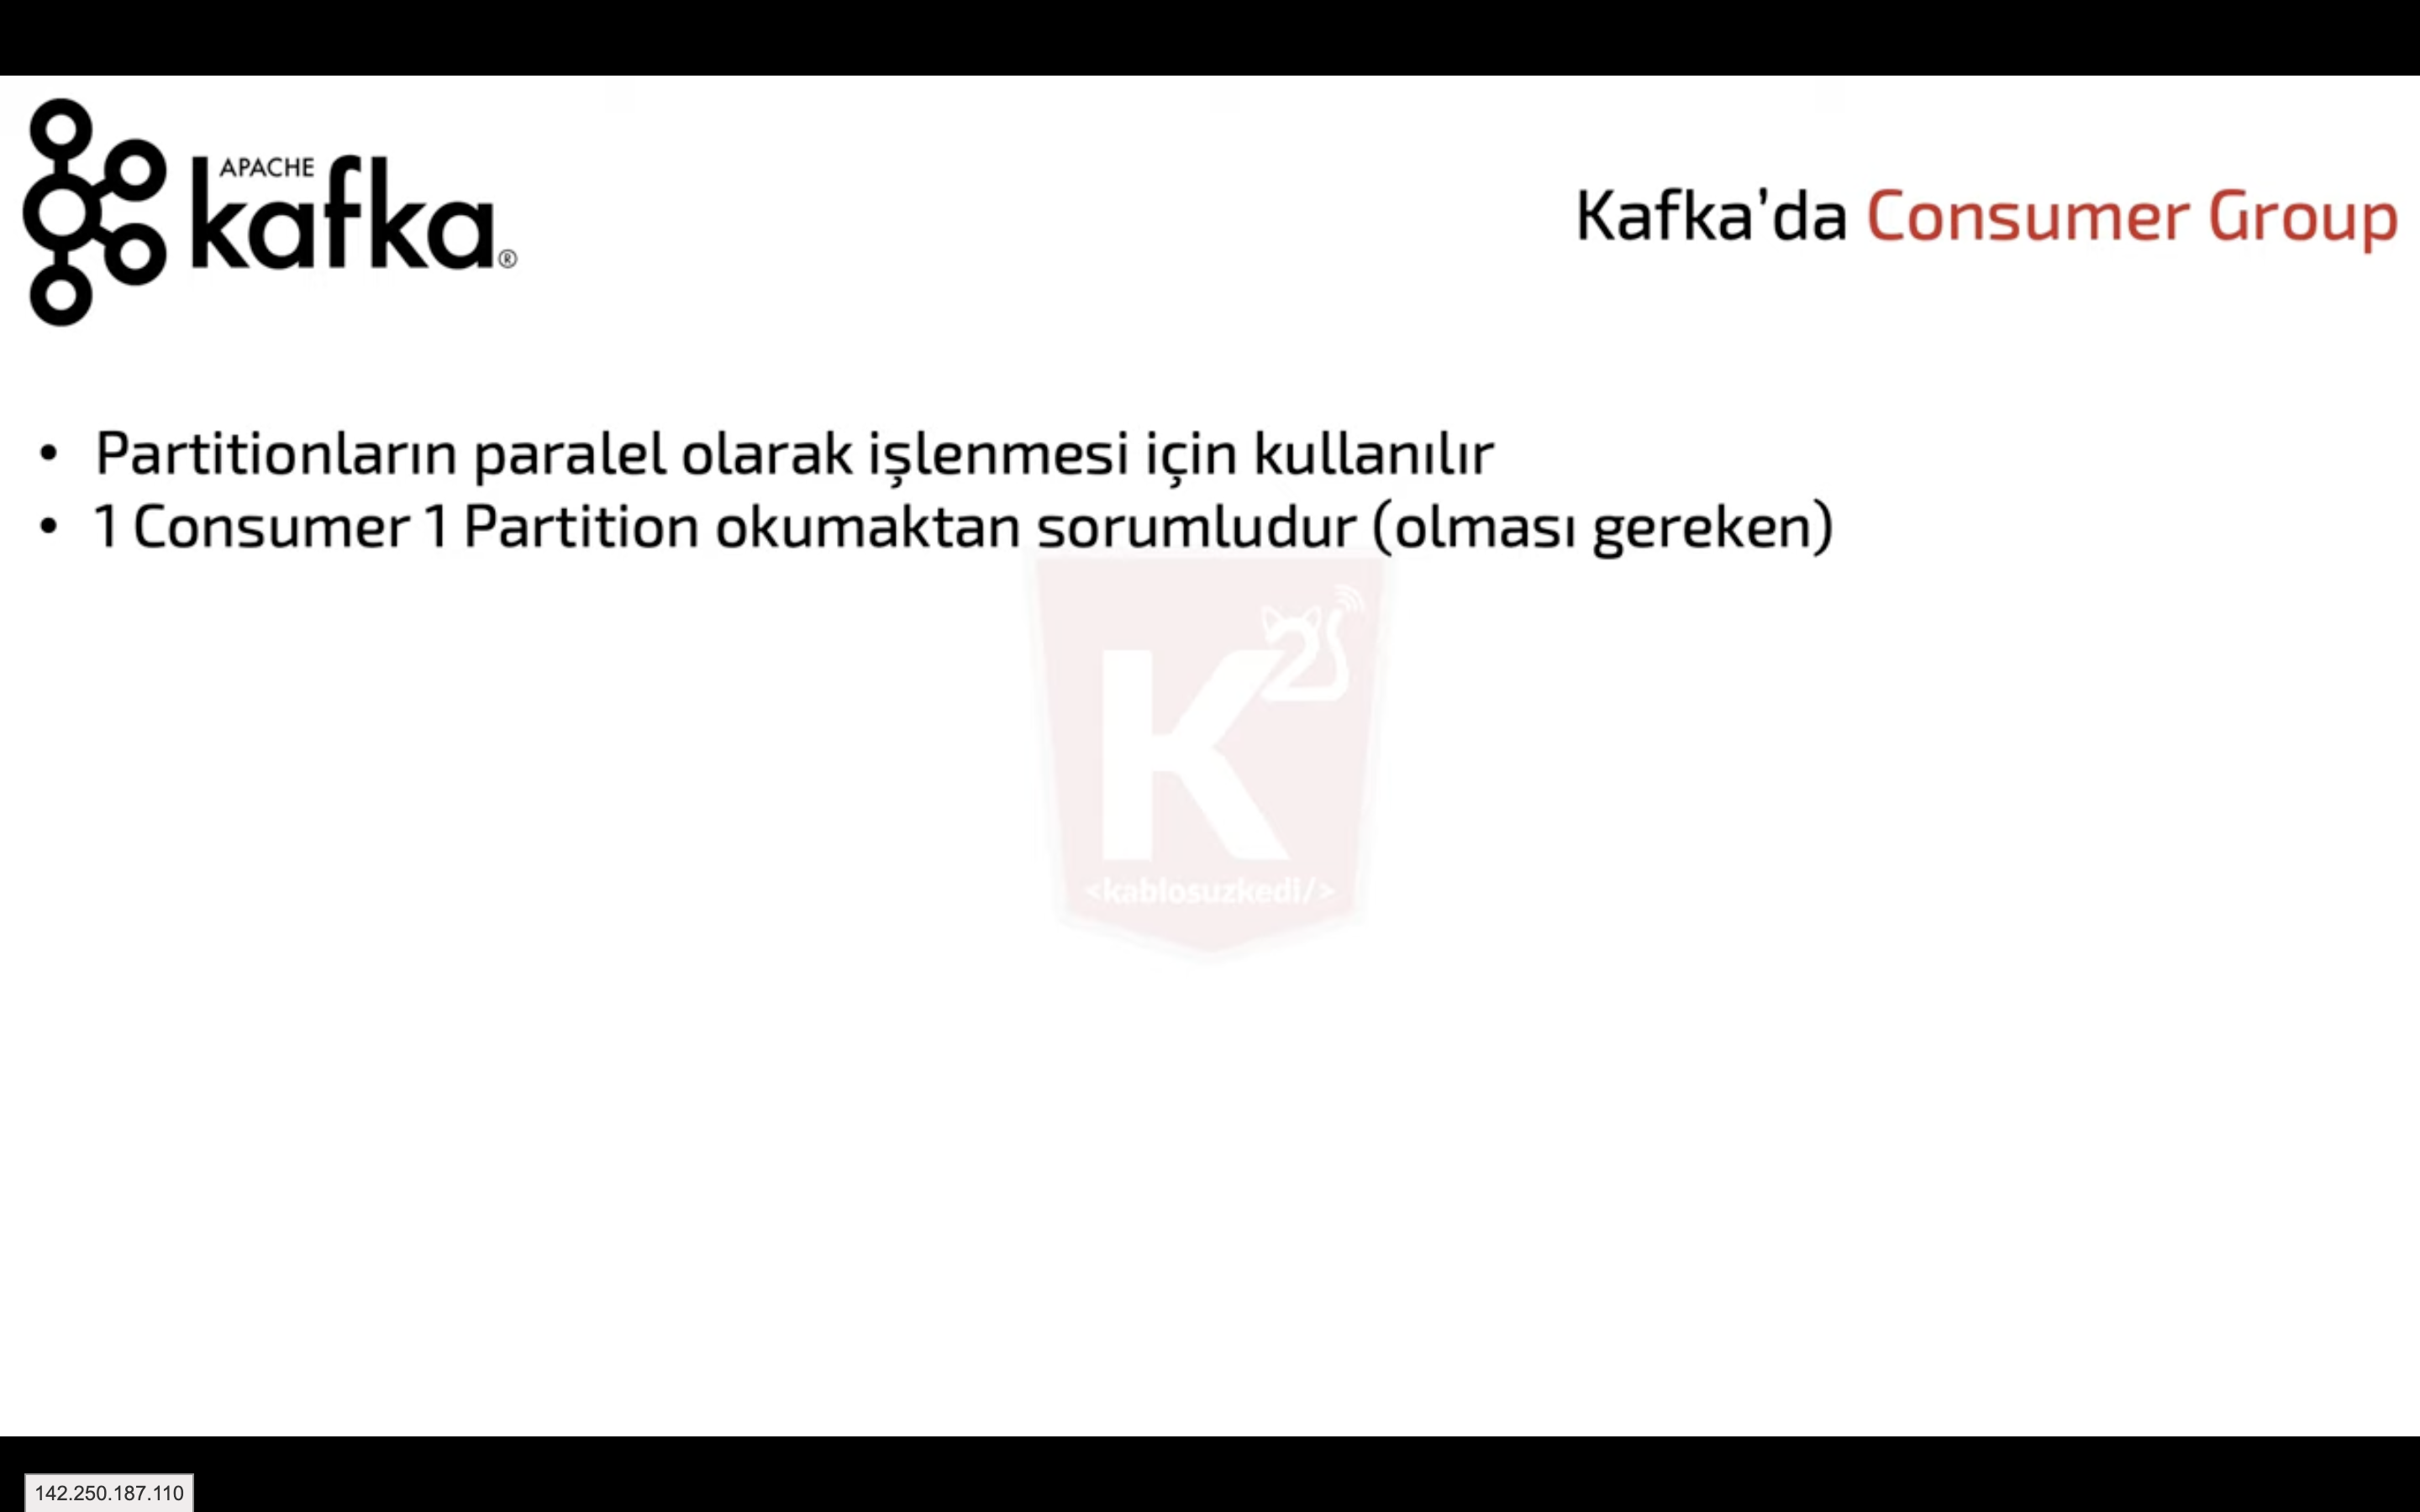 APACHE
kafka®
Kafka’da Consumer Group
• Partitionların paralel olarak işlenmesi için kullanılır
• 1 Consumer 1 Partition okumaktan sorumludur (olması gereken)
K2
<kablosuzkedi/>
142.250.187.110